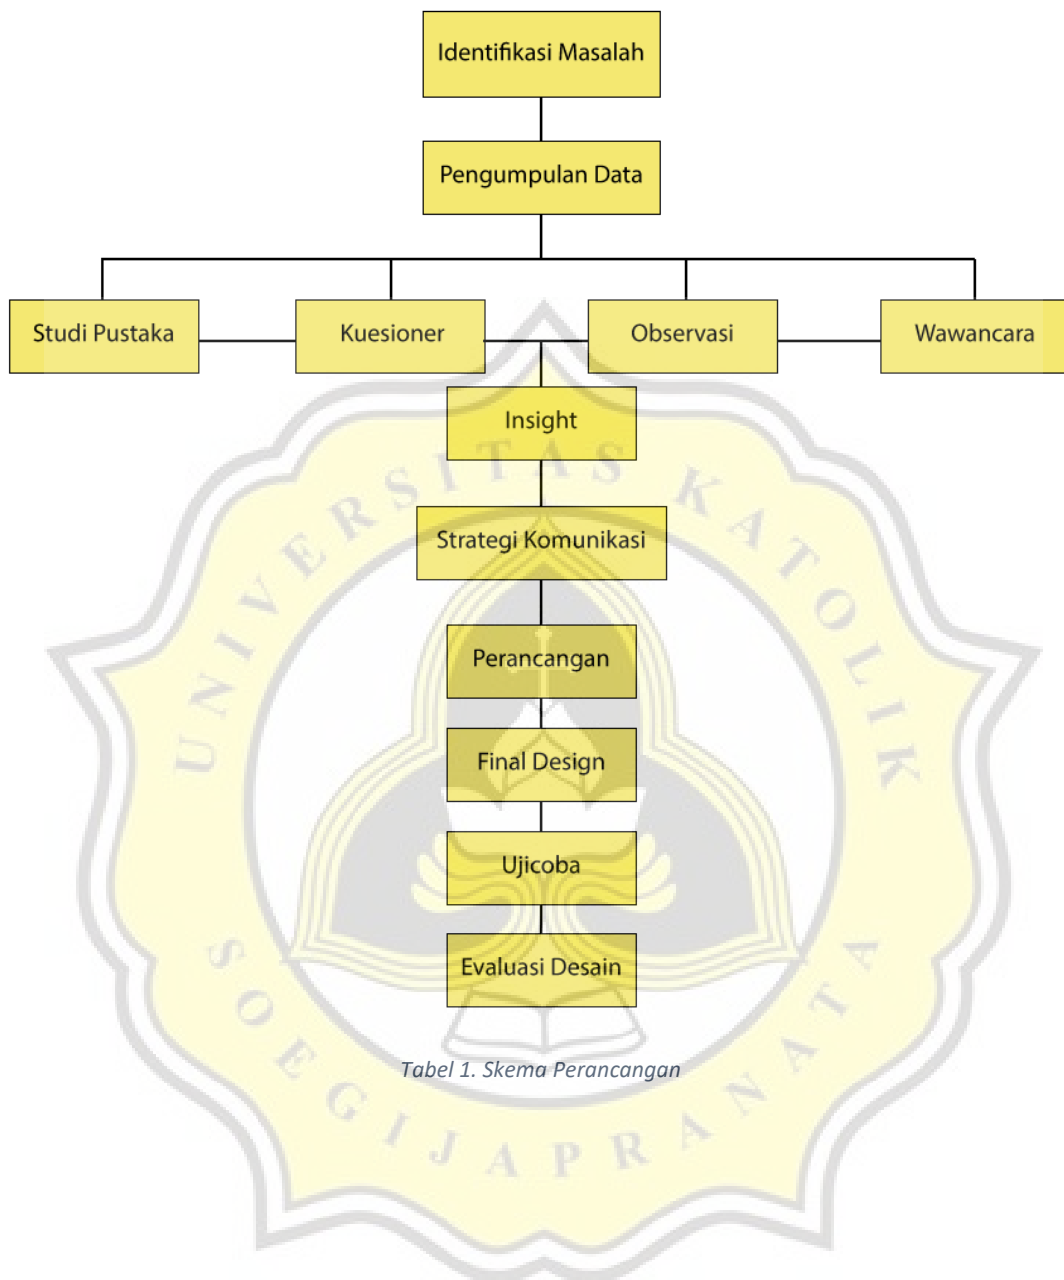 Identifikasi Masalah
Pengumpulan Data
Studi Pustaka
Kuesioner
Observasi
Wawancara
Insight
UNIVERSITAS KATOLIK
Strategi Komunikasi
Perancangan
Final Design
Ujicoba
Evaluasi Desain
SOEGIJAPRANATA
Tabel 1. Skema Perancangan